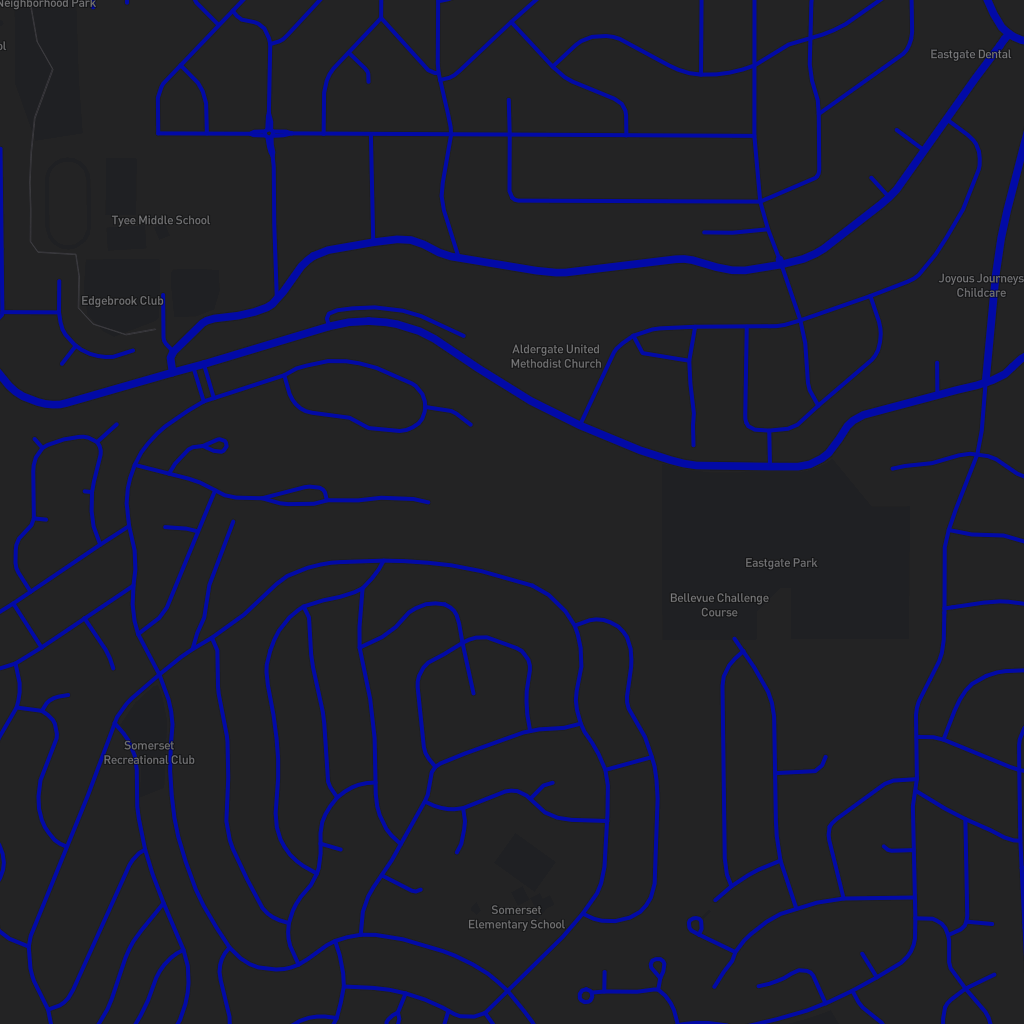 Neighborhood Park
ol
Eastgate Dental
Tyee Middle School
Joyous Journeys
Childcare
Edgebrook Club
Aldergate United
Methodist Church
Eastgate Park
Bellevue Challenge
Course
Somerset
Recreational Club
Somerset
Elementary School